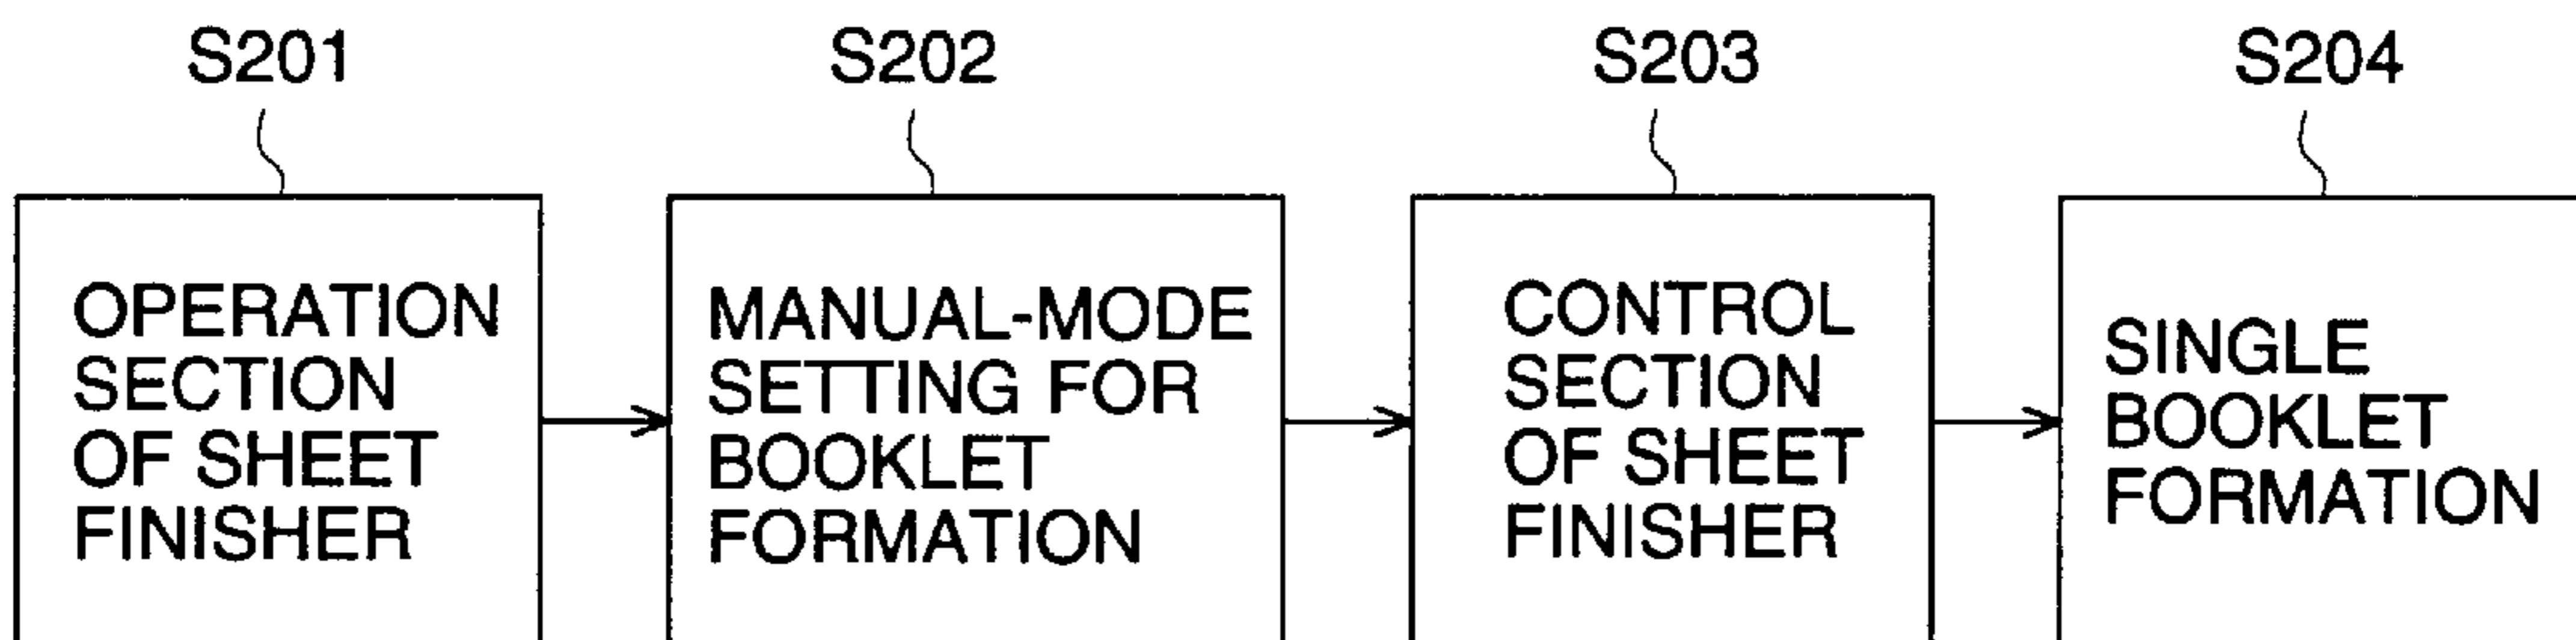 S201
S202
S203
S204
OPERATION
SECTION
OF SHEET
FINISHER
MANUAL-MODE
SETTING FOR
BOOKLET
FORMATION
CONTROL
SECTION
OF SHEET
FINISHER
SINGLE
BOOKLET
FORMATION